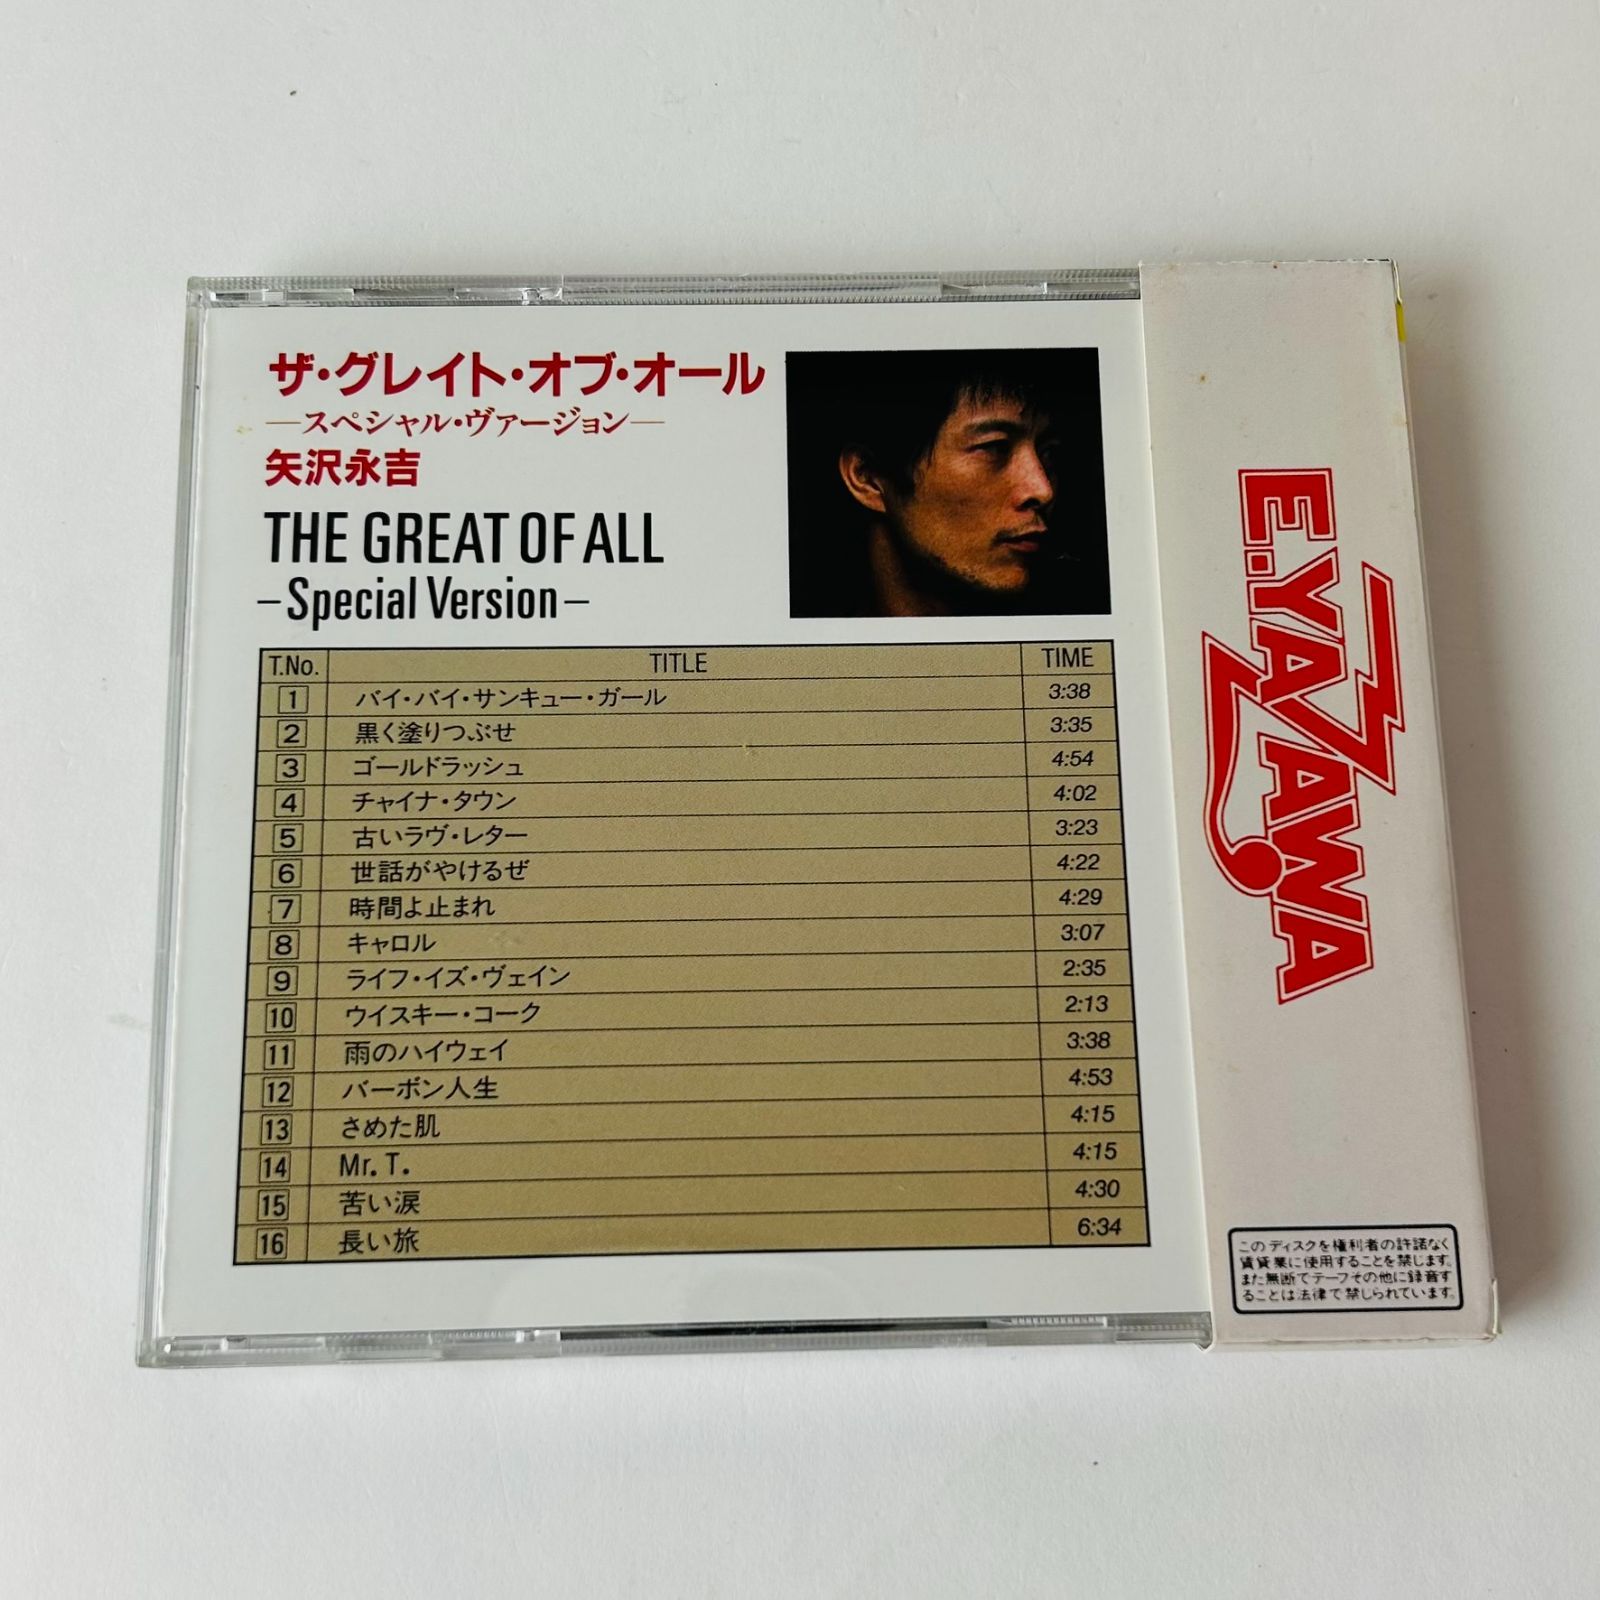 ザ・グレイト・オブ・オール
―スペシャル・ヴァージョン―
矢沢永吉
THE GREAT OF ALL
–Special Version–
T.No. TITLE TIME
1 バイ・バイ・サンキュー・ガール 3:38
2 黒く塗りつぶせ 3:35
3 ゴールドラッシュ 4:54
4 チャイナ・タウン 4:02
5 古いラヴ・レター 3:23
6 世話がやけるぜ 4:22
7 時間よ止まれ 4:29
8 キャロル 3:07
9 ライフ・イズ・ヴェイン 2:35
10 ウイスキー・コーク 2:13
11 雨のハイウェイ 3:38
12 バーボン人生 4:53
13 さめた肌 4:15
14 Mr. T. 4:15
15 苦い涙 4:30
16 長い旅 6:34
E.YAZAWA
このディスクを権利者の許諾なく
賃貸業に使用することを禁じます。
また無断でテープその他に録音す
ることは法律で禁じられています。